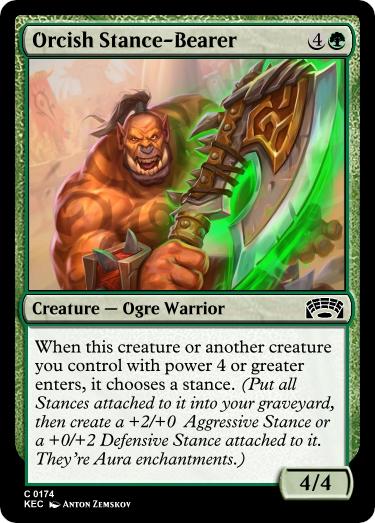 Orcish Stance-Bearer 4
Creature — Ogre Warrior
When this creature or another creature
you control with power 4 or greater
enters, it chooses a stance. (Put all
Stances attached to it into your graveyard,
then create a +2/+0 Aggressive Stance or
a +0/+2 Defensive Stance attached to it.
They're Aura enchantments.)
4/4
C 0174
KEC Anton Zemskov